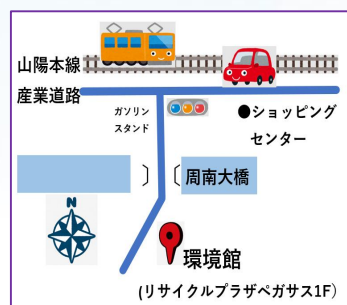 山陽本線
産業道路
ガソリン
スタンド
●ショッピング
センター
周南大橋
環境館
(リサイクルプラザペガサス1F)